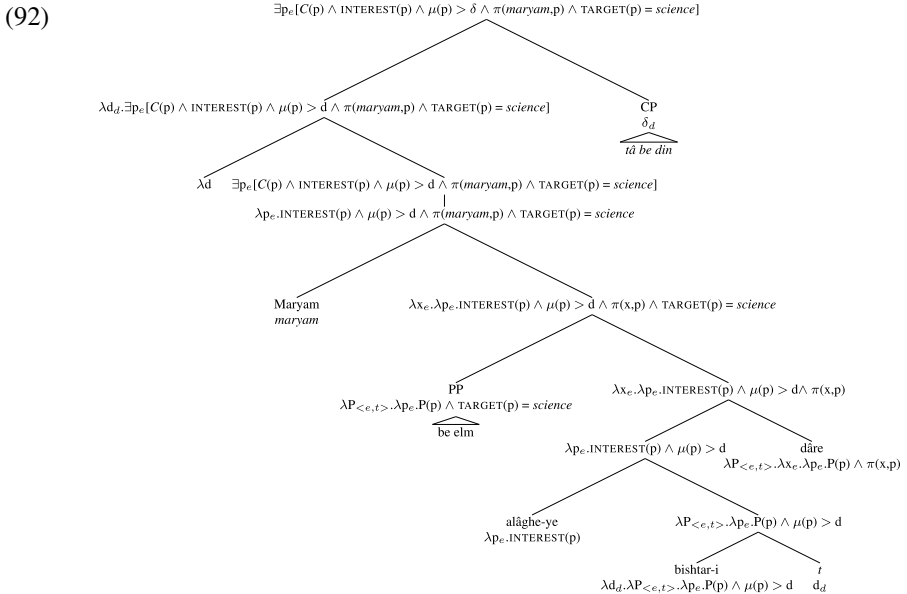 (92)
∃p_e[C(p) ∧ INTEREST(p) ∧ μ(p) > δ ∧ π(maryam,p) ∧ TARGET(p) = science]
λd_d.∃p_e[C(p) ∧ INTEREST(p) ∧ μ(p) > d ∧ π(maryam,p) ∧ TARGET(p) = science]
CP
δ_d
tâ be din
λd ∃p_e[C(p) ∧ INTEREST(p) ∧ μ(p) > d ∧ π(maryam,p) ∧ TARGET(p) = science]
λp_e.INTEREST(p) ∧ μ(p) > d ∧ π(maryam,p) ∧ TARGET(p) = science
Maryam
maryam
λx_e.λp_e.INTEREST(p) ∧ μ(p) > d ∧ π(x,p) ∧ TARGET(p) = science
PP
λP_<e,t>.λp_e.P(p) ∧ TARGET(p) = science
be elm
λx_e.λp_e.INTEREST(p) ∧ μ(p) > d∧ π(x,p)
λp_e.INTEREST(p) ∧ μ(p) > d
dâre
λP_<e,t>.λx_e.λp_e.P(p) ∧ π(x,p)
alâghe-ye
λp_e.INTEREST(p)
λP_<e,t>.λp_e.P(p) ∧ μ(p) > d
bishtar-i
λd_d.λP_<e,t>.λp_e.P(p) ∧ μ(p) > d
t
d_d